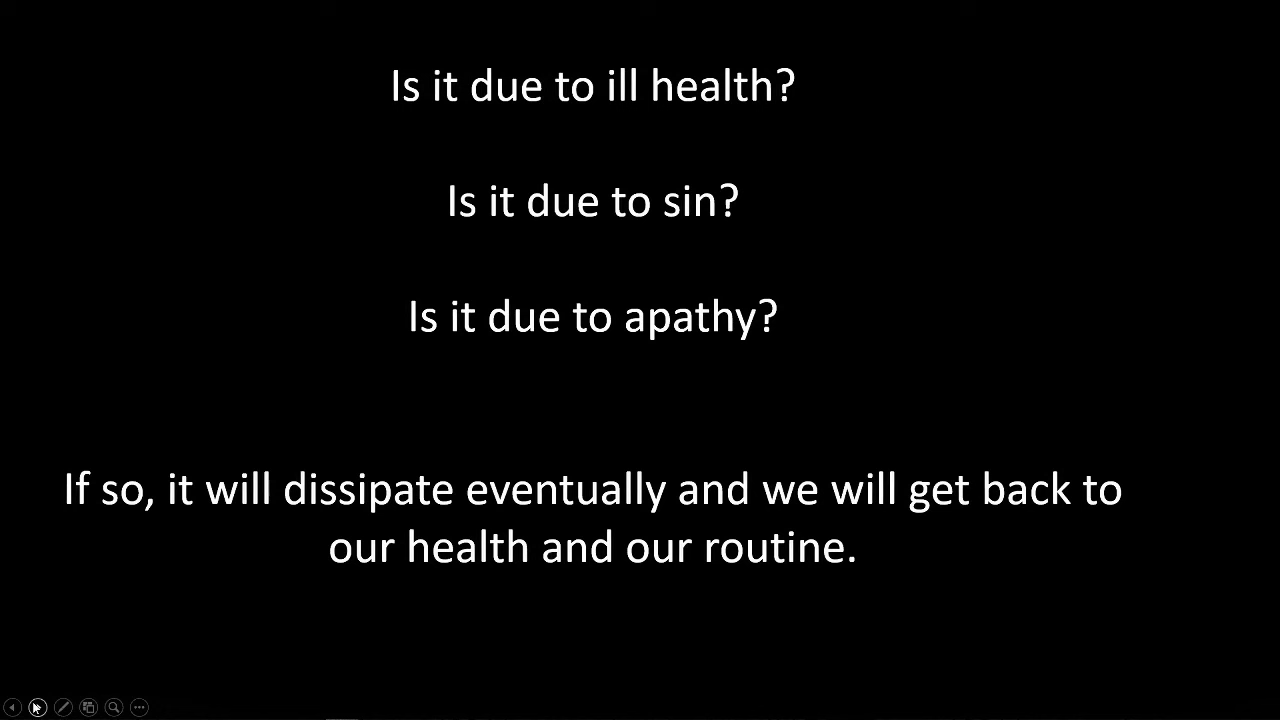 Is it due to ill health?
Is it due to sin?
Is it due to apathy?
If so, it will dissipate eventually and we will get back to
our health and our routine.